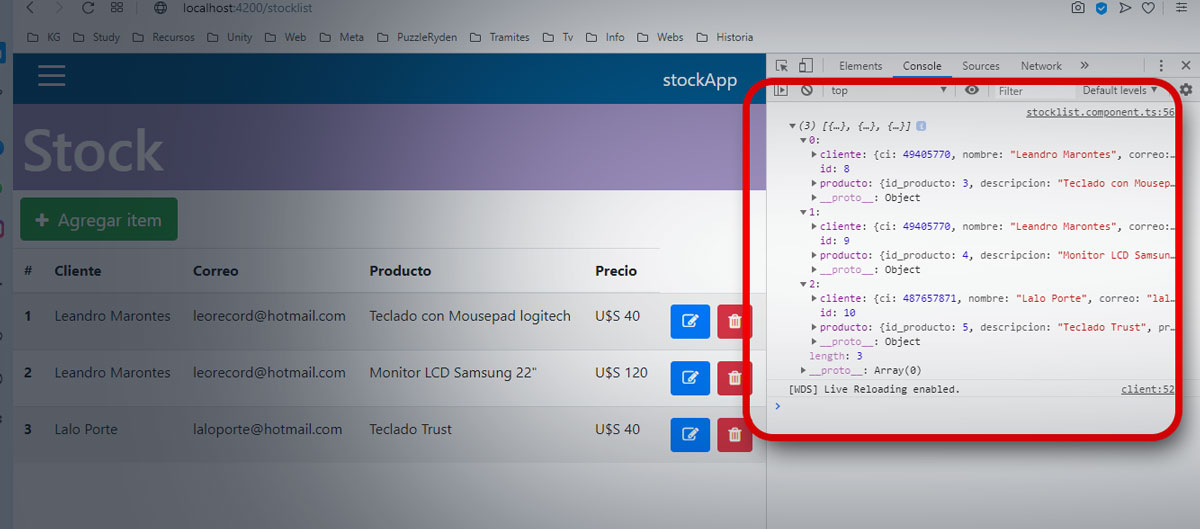 localhost:4200/stocklist
KG Study Recursos Unity Web Meta PuzzleRyden Tramites Tv Info Webs Historia
stockApp
Stock
+ Agregar item
# Cliente Correo Producto Precio
1 Leandro Marontes leorecord@hotmail.com Teclado con Mousepad logitech U$S 40
2 Leandro Marontes leorecord@hotmail.com Monitor LCD Samsung 22" U$S 120
3 Lalo Porte laloporte@hotmail.com Teclado Trust U$S 40
Elements Console Sources Network »
top Filter Default levels
stocklist.component.ts:56
(3) [{…}, {…}, {…}]
0:
cliente: {ci: 49405770, nombre: "Leandro Marontes", correo:…
id: 8
producto: {id_producto: 3, descripcion: "Teclado con Mousep…
__proto__: Object
1:
cliente: {ci: 49405770, nombre: "Leandro Marontes", correo:…
id: 9
producto: {id_producto: 4, descripcion: "Monitor LCD Samsun…
__proto__: Object
2:
cliente: {ci: 487657871, nombre: "Lalo Porte", correo: "lal…
id: 10
producto: {id_producto: 5, descripcion: "Teclado Trust", pr…
__proto__: Object
length: 3
__proto__: Array(0)
[WDS] Live Reloading enabled. client:52